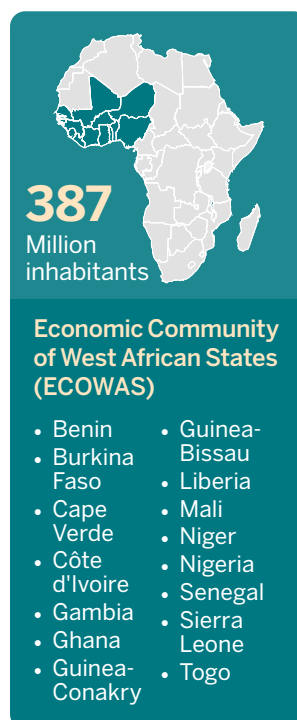 387
Million
inhabitants
Economic Community
of West African States
(ECOWAS)
• Benin
• Burkina
Faso
• Cape
Verde
• Côte
d'Ivoire
• Gambia
• Ghana
• Guinea-
Conakry
• Guinea-
Bissau
• Liberia
• Mali
• Niger
• Nigeria
• Senegal
• Sierra
Leone
• Togo